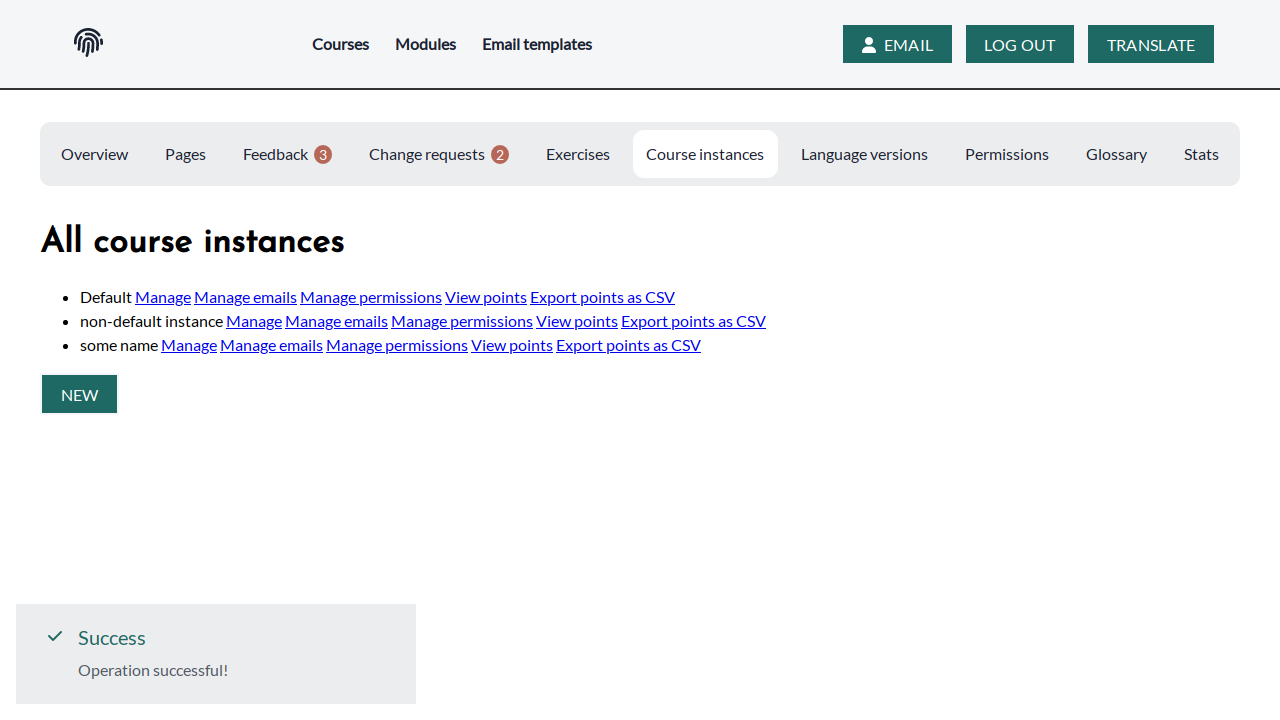 Courses Modules Email templates EMAIL LOG OUT TRANSLATE
Overview Pages Feedback 3 Change requests 2 Exercises Course instances Language versions Permissions Glossary Stats
All course instances
Default Manage Manage emails Manage permissions View points Export points as CSV
non-default instance Manage Manage emails Manage permissions View points Export points as CSV
some name Manage Manage emails Manage permissions View points Export points as CSV
NEW
Success
Operation successful!